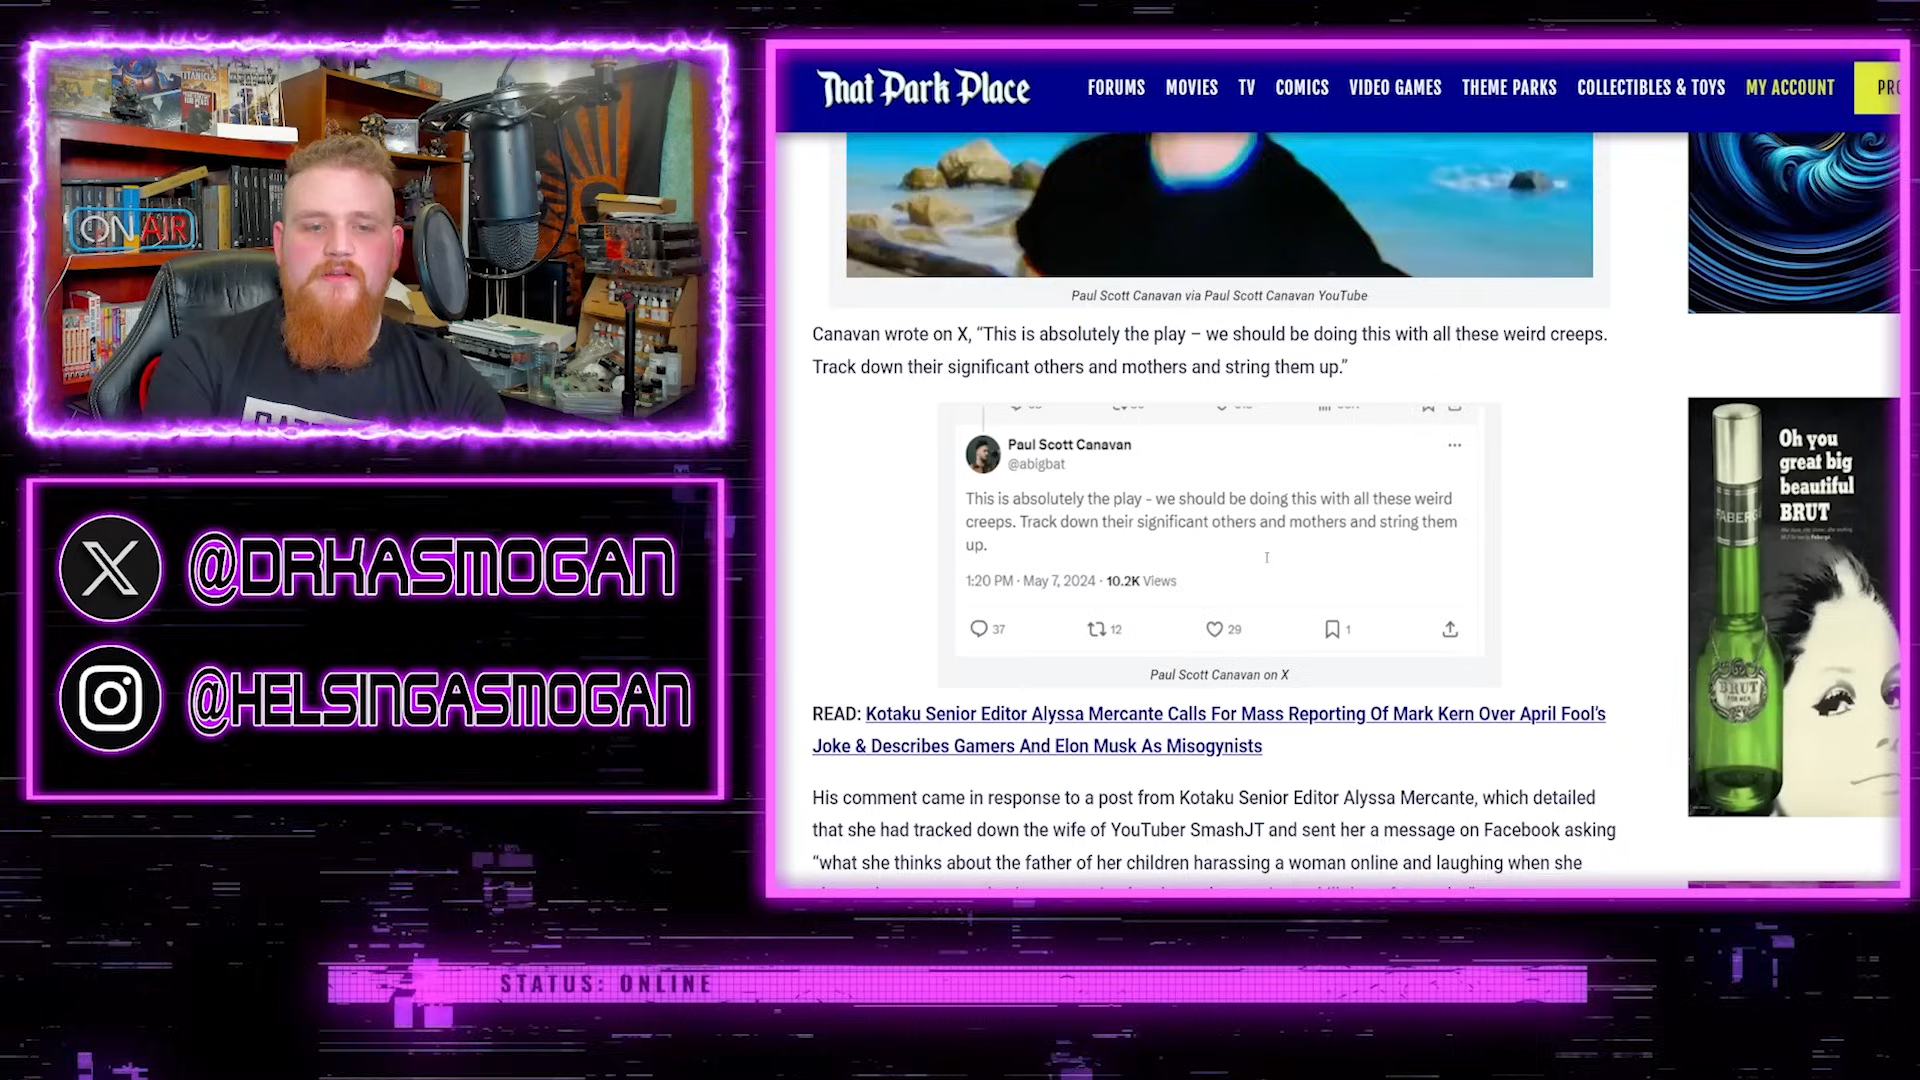 TITANICUS
ON AIR
@DRKASMOGAN
@HELSINGASMOGAN
That Park Place
FORUMS MOVIES TV COMICS VIDEO GAMES THEME PARKS COLLECTIBLES & TOYS MY ACCOUNT
Paul Scott Canavan via Paul Scott Canavan YouTube
Canavan wrote on X, “This is absolutely the play – we should be doing this with all these weird creeps.
Track down their significant others and mothers and string them up.”
Paul Scott Canavan
@abigbat
This is absolutely the play - we should be doing this with all these weird
creeps. Track down their significant others and mothers and string them
up.
1:20 PM · May 7, 2024 · 10.2K Views
37 12 29 1
Paul Scott Canavan on X
READ: Kotaku Senior Editor Alyssa Mercante Calls For Mass Reporting Of Mark Kern Over April Fool’s
Joke & Describes Gamers And Elon Musk As Misogynists
His comment came in response to a post from Kotaku Senior Editor Alyssa Mercante, which detailed
that she had tracked down the wife of YouTuber SmashJT and sent her a message on Facebook asking
“what she thinks about the father of her children harassing a woman online and laughing when she
Oh you
great big
beautiful
BRUT
FABERG
BRUT
FOR MEN
STATUS: ONLINE